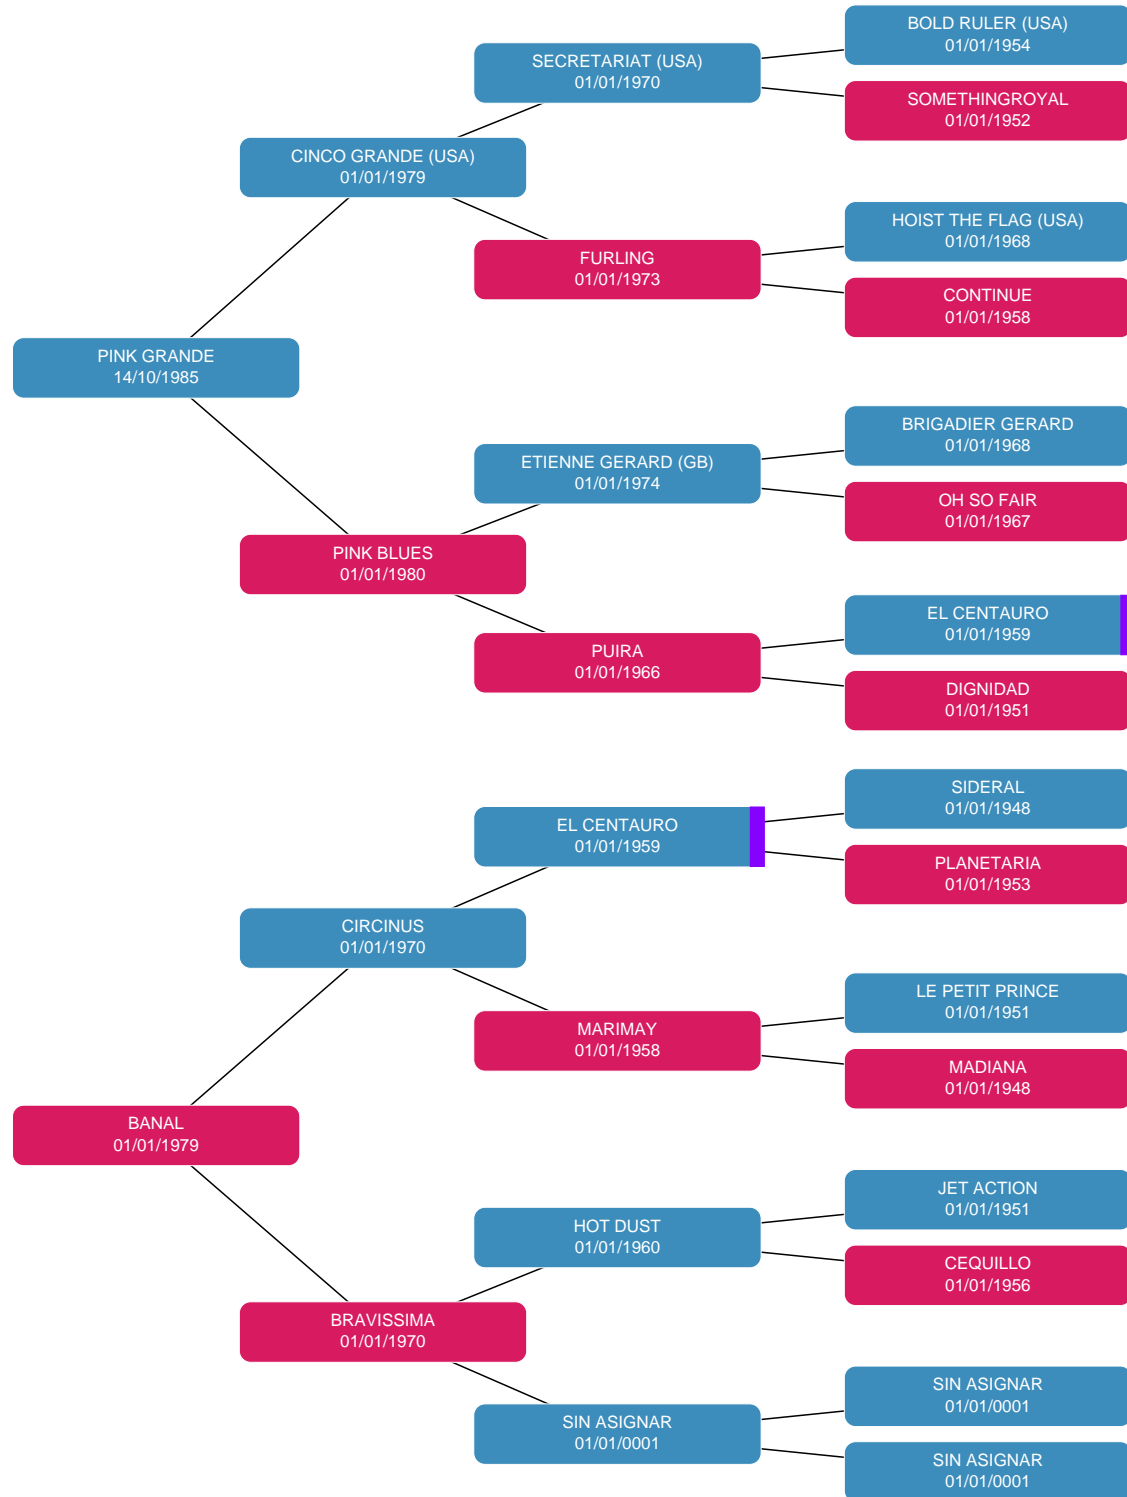 BOLD RULER (USA)
01/01/1954
SECRETARIAT (USA)
01/01/1970
SOMETHINGROYAL
01/01/1952
CINCO GRANDE (USA)
01/01/1979
HOIST THE FLAG (USA)
01/01/1968
FURLING
01/01/1973
CONTINUE
01/01/1958
PINK GRANDE
14/10/1985
BRIGADIER GERARD
01/01/1968
ETIENNE GERARD (GB)
01/01/1974
OH SO FAIR
01/01/1967
PINK BLUES
01/01/1980
EL CENTAURO
01/01/1959
PUIRA
01/01/1966
DIGNIDAD
01/01/1951
SIDERAL
01/01/1948
EL CENTAURO
01/01/1959
PLANETARIA
01/01/1953
CIRCINUS
01/01/1970
LE PETIT PRINCE
01/01/1951
MARIMAY
01/01/1958
MADIANA
01/01/1948
BANAL
01/01/1979
JET ACTION
01/01/1951
HOT DUST
01/01/1960
CEQUILLO
01/01/1956
BRAVISSIMA
01/01/1970
SIN ASIGNAR
01/01/0001
SIN ASIGNAR
01/01/0001
SIN ASIGNAR
01/01/0001